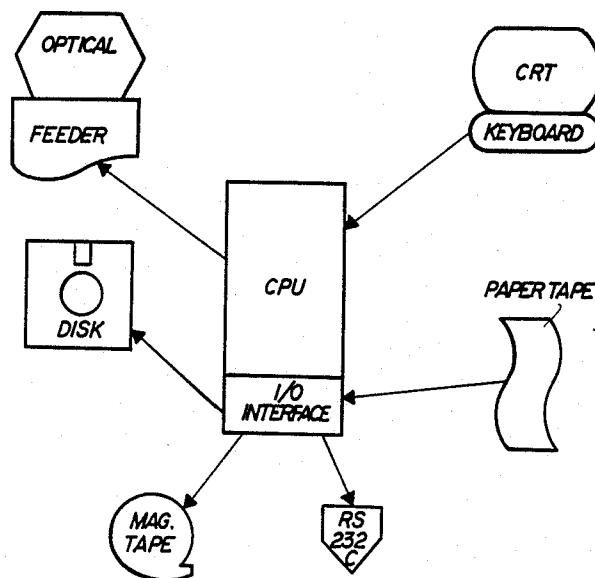 OPTICAL
FEEDER
CRT
KEYBOARD
CPU
DISK
PAPER TAPE
I/O
INTERFACE
MAG.
TAPE
RS
232
C